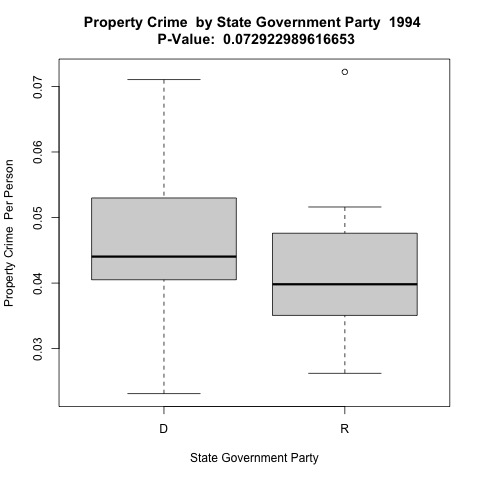 Property Crime  by State Government Party  1994
P-Value:  0.072922989616653
Property Crime  Per Person
0.07
0.06
0.05
0.04
0.03
D
R
State Government Party